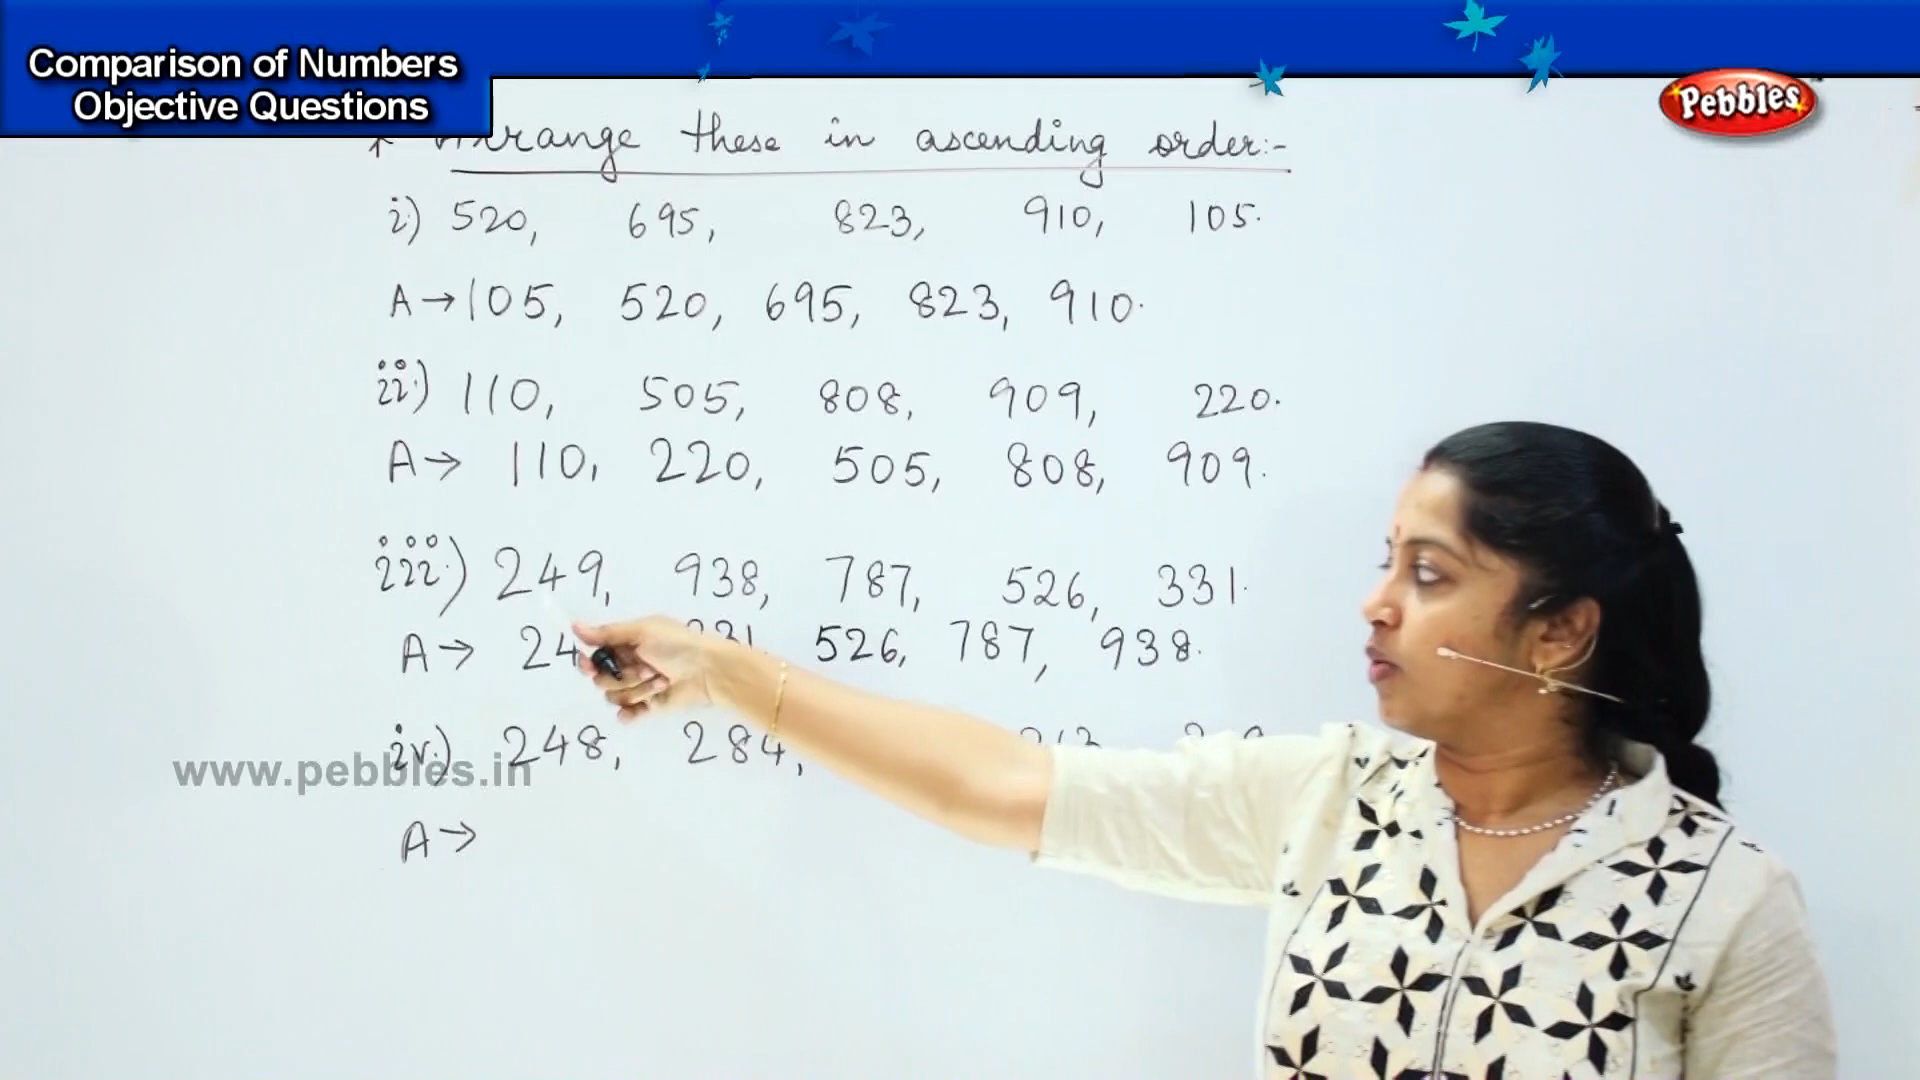 Comparison of Numbers
Objective Questions
Pebbles
Arrange these in ascending order:-
i) 520, 695, 823, 910, 105.
A → 105, 520, 695, 823, 910.
ii) 110, 505, 808, 909, 220.
A → 110, 220, 505, 808, 909.
iii) 249, 938, 787, 526, 331.
A → 526, 787, 938.
iv) 248, 284,
www.pebbles.in
A →